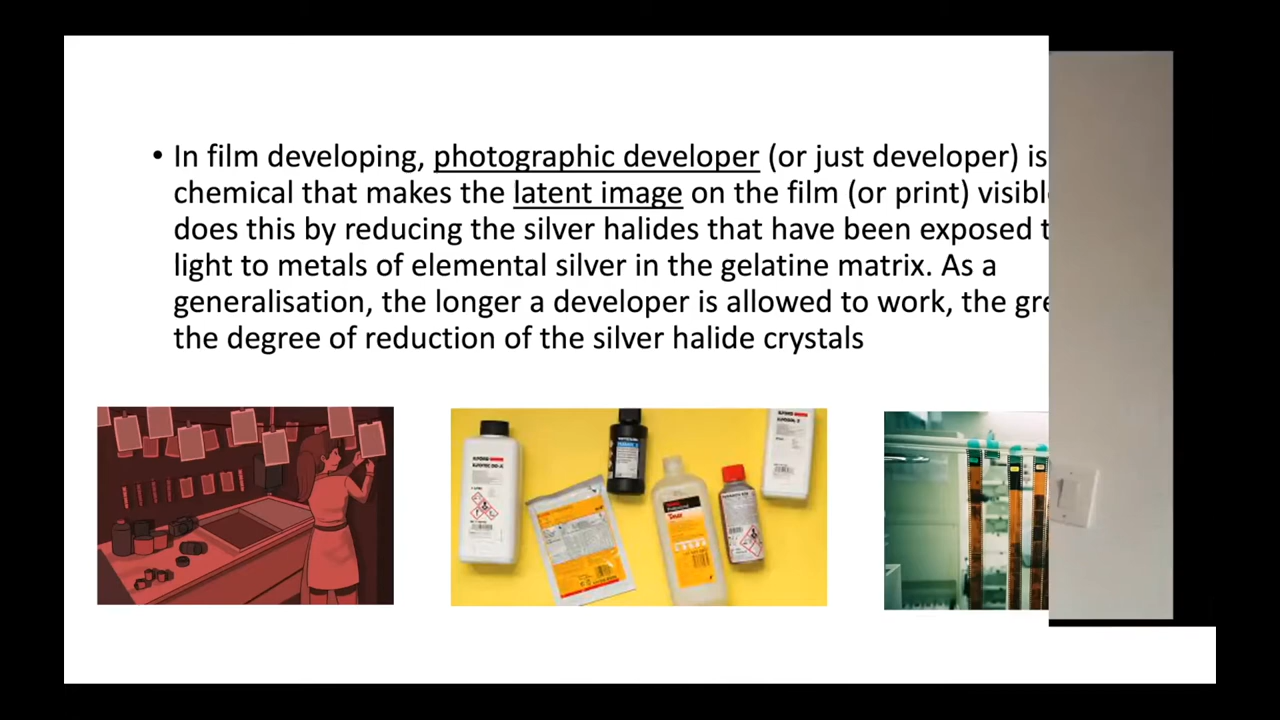 • In film developing, photographic developer (or just developer) is
chemical that makes the latent image on the film (or print)
does this by reducing the silver halides that have been exposed
light to metals of elemental silver in the gelatine matrix. As a
generalisation, the longer a developer is allowed to work, the
the degree of reduction of the silver halide crystals
ILFORD